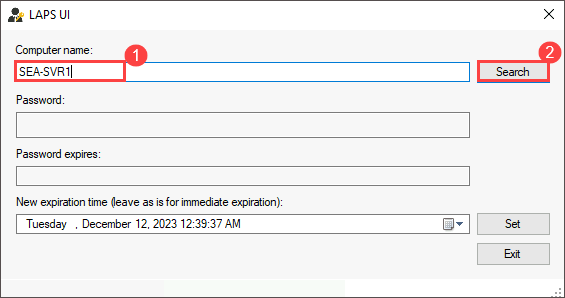 LAPS UI
Computer name:
1
2
SEA-SVR1
Search
Password:
Password expires:
New expiration time (leave as is for immediate expiration):
Tuesday , December 12, 2023 12:39:37 AM
Set
Exit